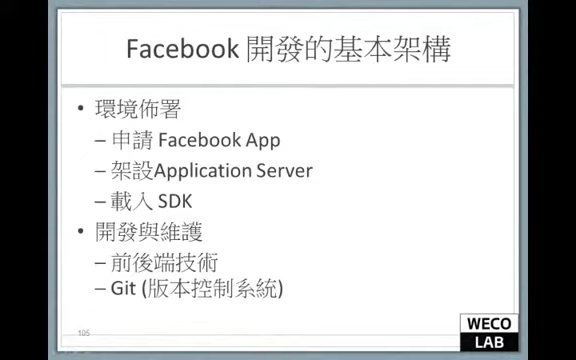 Facebook 開發的基本架構
• 環境佈署
– 申請 Facebook App
– 架設Application Server
– 載入 SDK
• 開發與維護
– 前後端技術
– Git (版本控制系統)
105
WECO
LAB